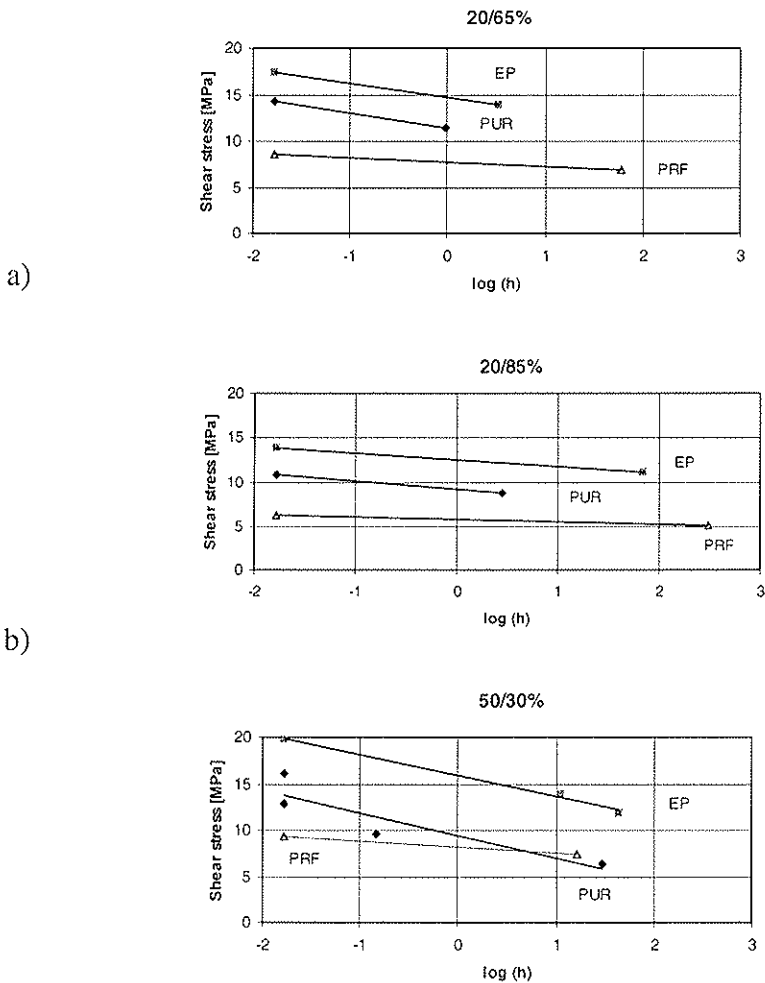 20/65%
Shear stress [MPa]
20
15
10
5
0
EP
PUR
PRF
-2 -1 0 1 2 3
log (h)
a)
20/85%
Shear stress [MPa]
20
15
10
5
0
EP
PUR
PRF
-2 -1 0 1 2 3
log (h)
b)
50/30%
Shear stress [MPa]
20
15
10
5
0
EP
PRF
PUR
-2 -1 0 1 2 3
log (h)